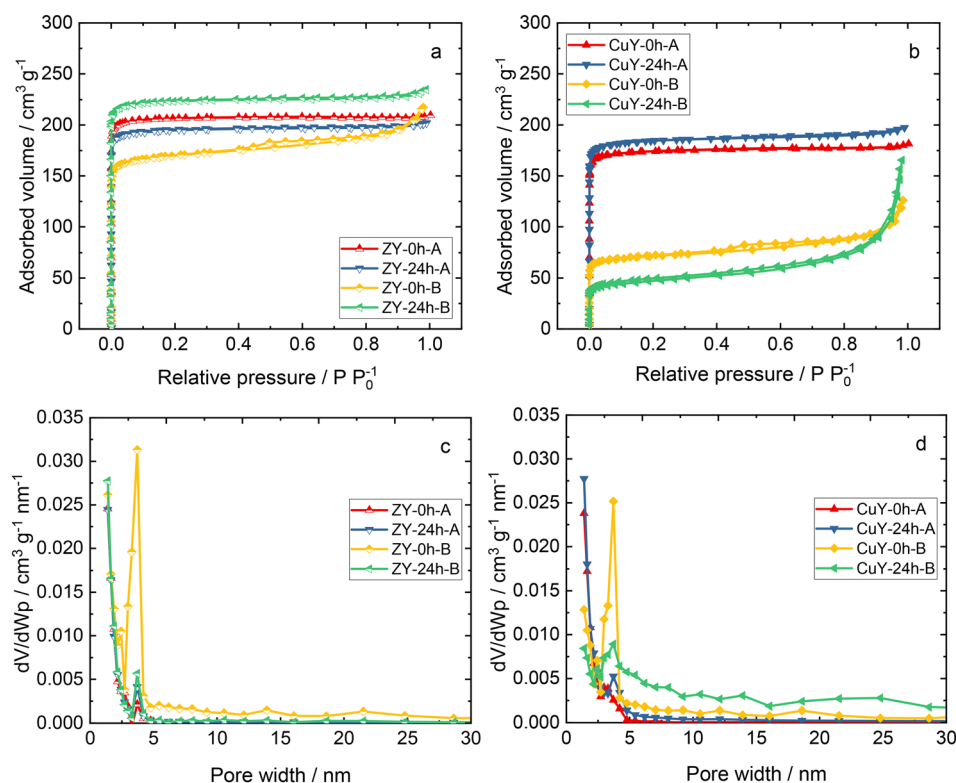 300
250
200
150
100
50
0
Adsorbed volume / cm³ g⁻¹
a
ZY-0h-A
ZY-24h-A
ZY-0h-B
ZY-24h-B
0.0 0.2 0.4 0.6 0.8 1.0
Relative pressure / P P₀⁻¹
300
250
200
150
100
50
0
Adsorbed volume / cm³ g⁻¹
CuY-0h-A
CuY-24h-A
CuY-0h-B
CuY-24h-B
b
0.0 0.2 0.4 0.6 0.8 1.0
Relative pressure / P P₀⁻¹
0.035
0.030
0.025
0.020
0.015
0.010
0.005
0.000
dV/dWp / cm³ g⁻¹ nm⁻¹
c
ZY-0h-A
ZY-24h-A
ZY-0h-B
ZY-24h-B
0 5 10 15 20 25 30
Pore width / nm
0.035
0.030
0.025
0.020
0.015
0.010
0.005
0.000
dV/dWp / cm³ g⁻¹ nm⁻¹
d
CuY-0h-A
CuY-24h-A
CuY-0h-B
CuY-24h-B
0 5 10 15 20 25 30
Pore width / nm